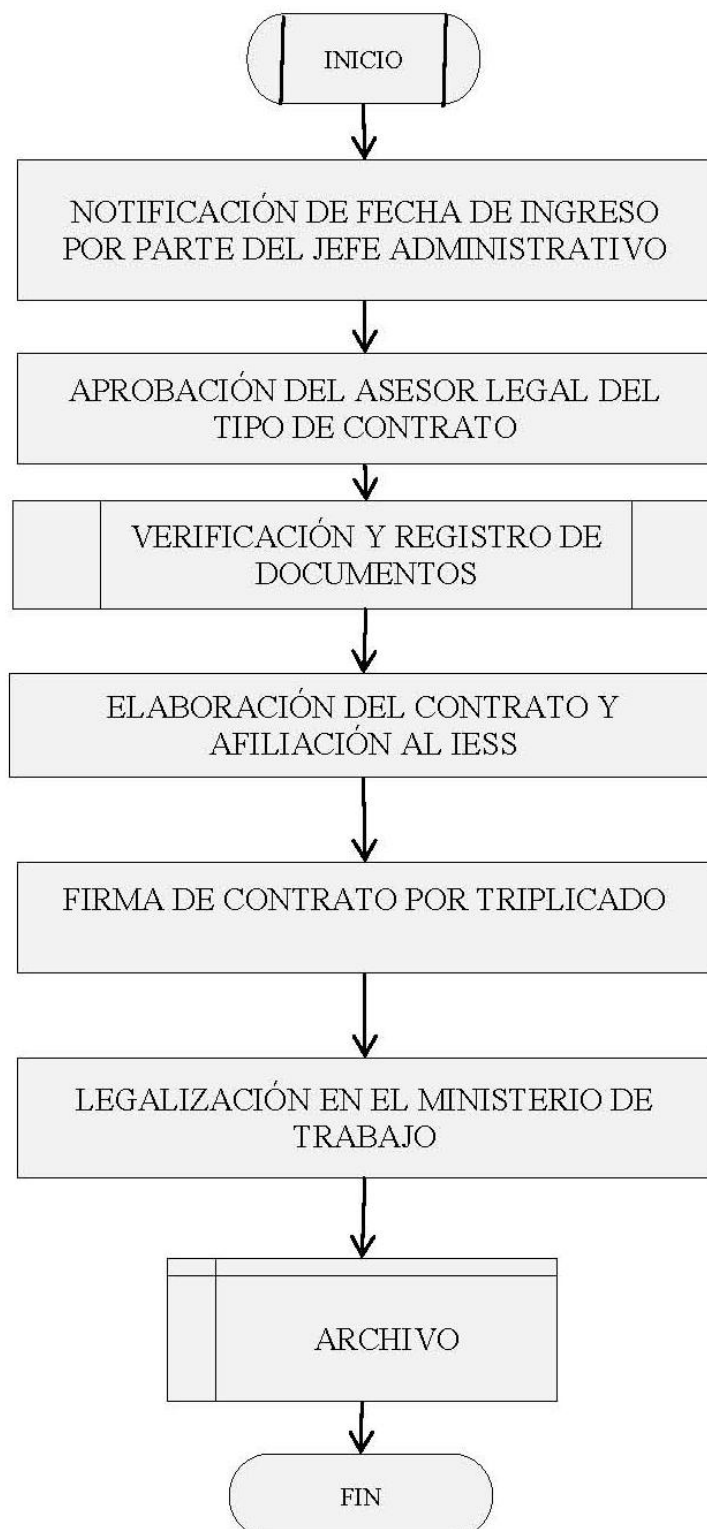 INICIO
NOTIFICACIÓN DE FECHA DE INGRESO
POR PARTE DEL JEFE ADMINISTRATIVO
APROBACIÓN DEL ASESOR LEGAL DEL
TIPO DE CONTRATO
VERIFICACIÓN Y REGISTRO DE
DOCUMENTOS
ELABORACIÓN DEL CONTRATO Y
AFILIACIÓN AL IESS
FIRMA DE CONTRATO POR TRIPLICADO
LEGALIZACIÓN EN EL MINISTERIO DE
TRABAJO
ARCHIVO
FIN